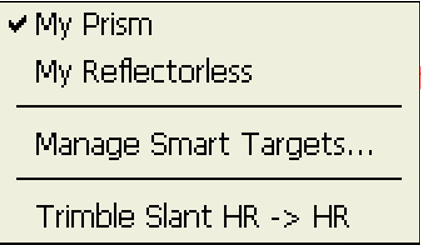 My Prism
My Reflectorless
Manage Smart Targets...
Trimble Slant HR -> HR